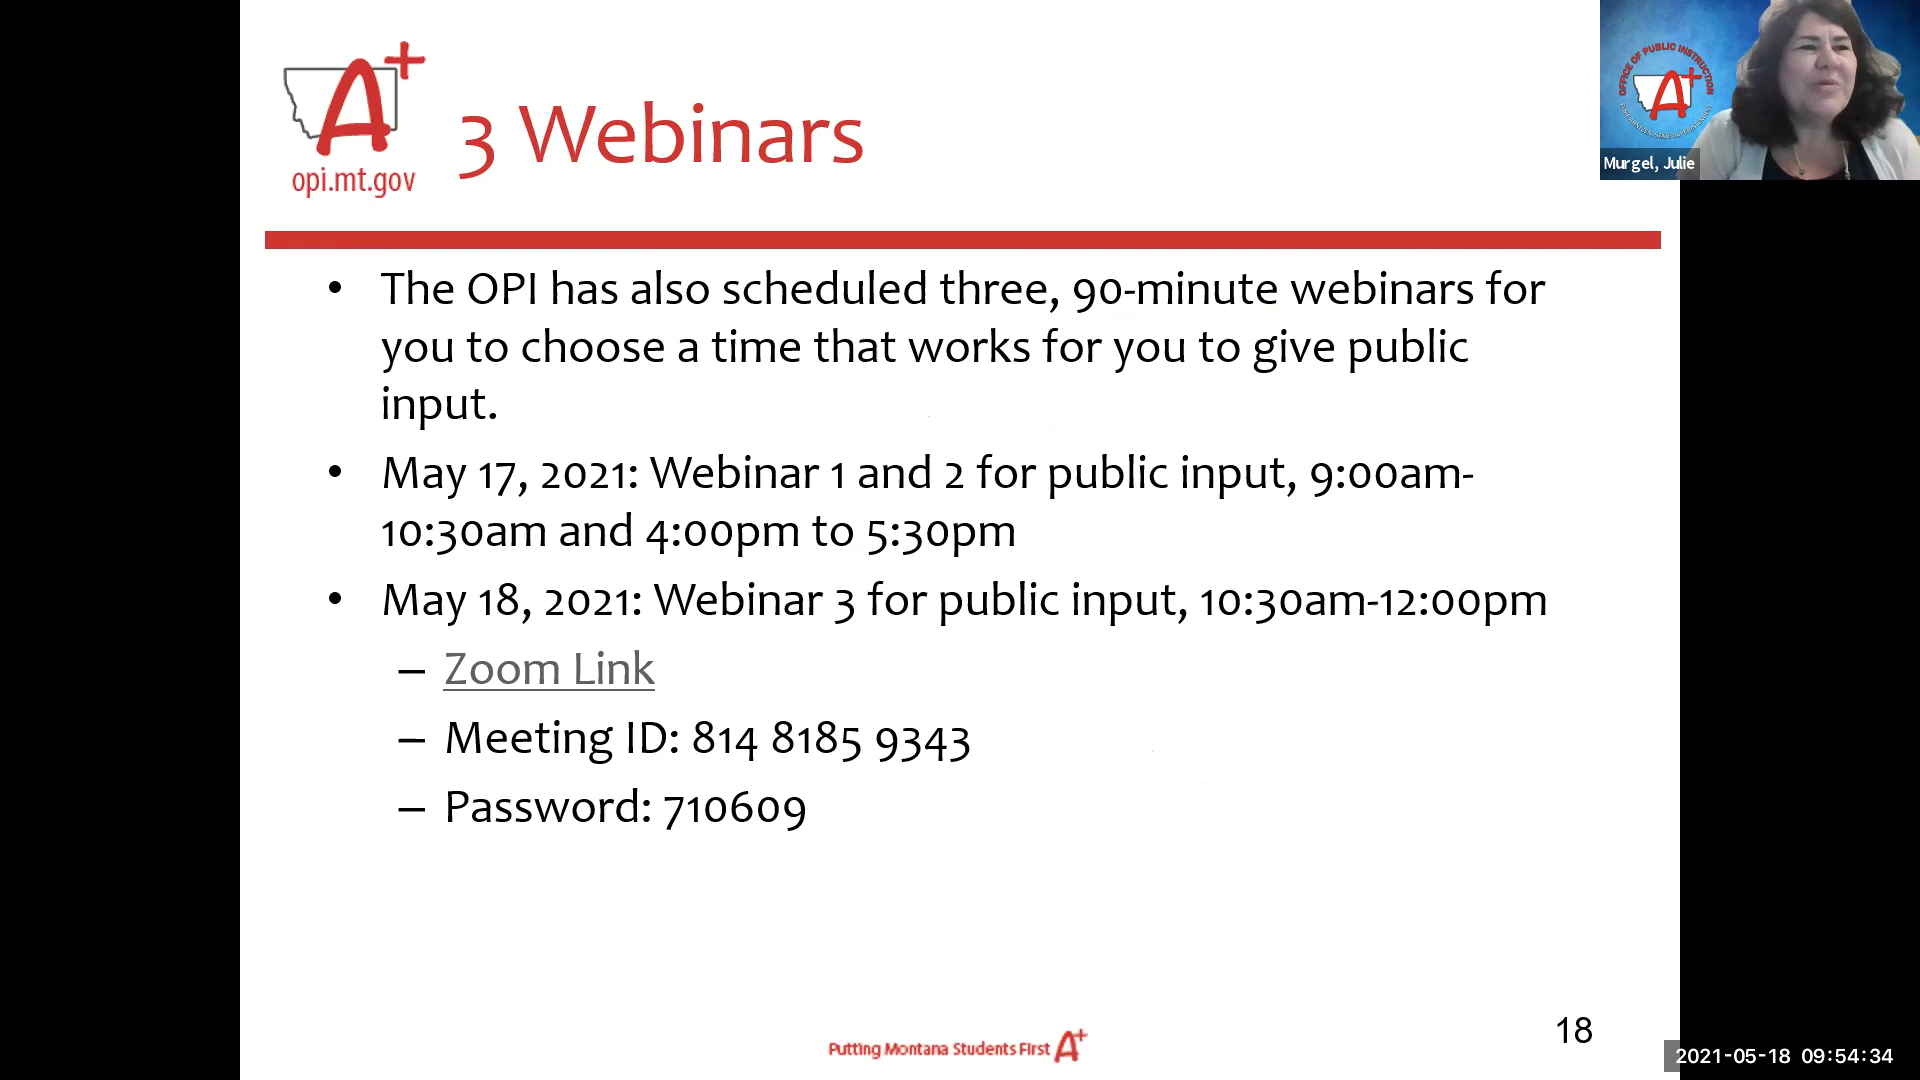 A+
opi.mt.gov
3 Webinars
• The OPI has also scheduled three, 90-minute webinars for
you to choose a time that works for you to give public
input.
• May 17, 2021: Webinar 1 and 2 for public input, 9:00am-
10:30am and 4:00pm to 5:30pm
• May 18, 2021: Webinar 3 for public input, 10:30am-12:00pm
– Zoom Link
– Meeting ID: 814 8185 9343
– Password: 710609
Putting Montana Students First A+
18
OFFICE OF PUBLIC INSTRUCTION
A+
Murgel, Julie
2021-05-18 09:54:34